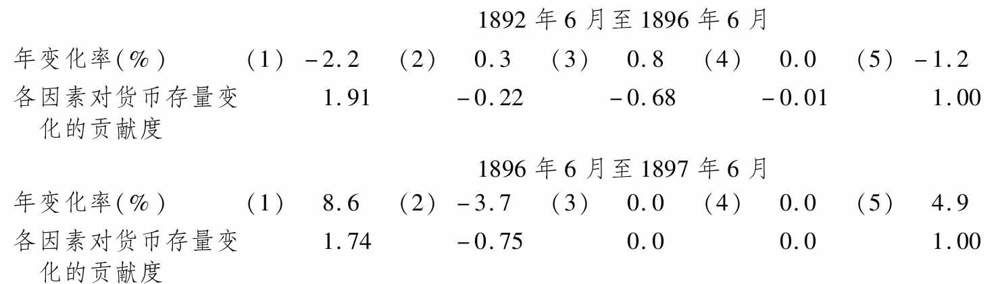 1892 年 6 月至 1896 年 6 月
年变化率(%) (1) -2.2 (2) 0.3 (3) 0.8 (4) 0.0 (5) -1.2
各因素对货币存量变 1.91 -0.22 -0.68 -0.01 1.00
化的贡献度
1896 年 6 月至 1897 年 6 月
年变化率(%) (1) 8.6 (2) -3.7 (3) 0.0 (4) 0.0 (5) 4.9
各因素对货币存量变 1.74 -0.75 0.0 0.0 1.00
化的贡献度